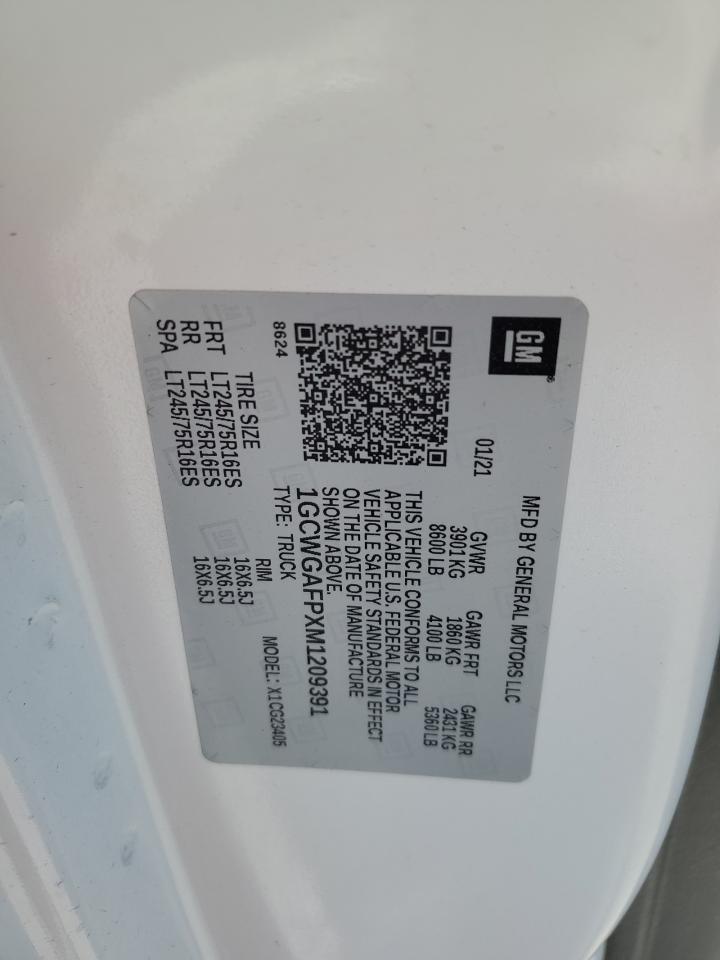 GM
MFD BY GENERAL MOTORS LLC
01/21
GVWR GAWR FRT GAWR RR
3901 KG 1860 KG 2431 KG
8600 LB 4100 LB 5360 LB
THIS VEHICLE CONFORMS TO ALL
APPLICABLE U.S. FEDERAL MOTOR
VEHICLE SAFETY STANDARDS IN EFFECT
ON THE DATE OF MANUFACTURE
SHOWN ABOVE.
1GCWGAFPXM1209391
8624
TYPE: TRUCK MODEL: X1CG23405
TIRE SIZE RIM
FRT LT245/75R16ES 16X6.5J
RR LT245/75R16ES 16X6.5J
SPA LT245/75R16ES 16X6.5J